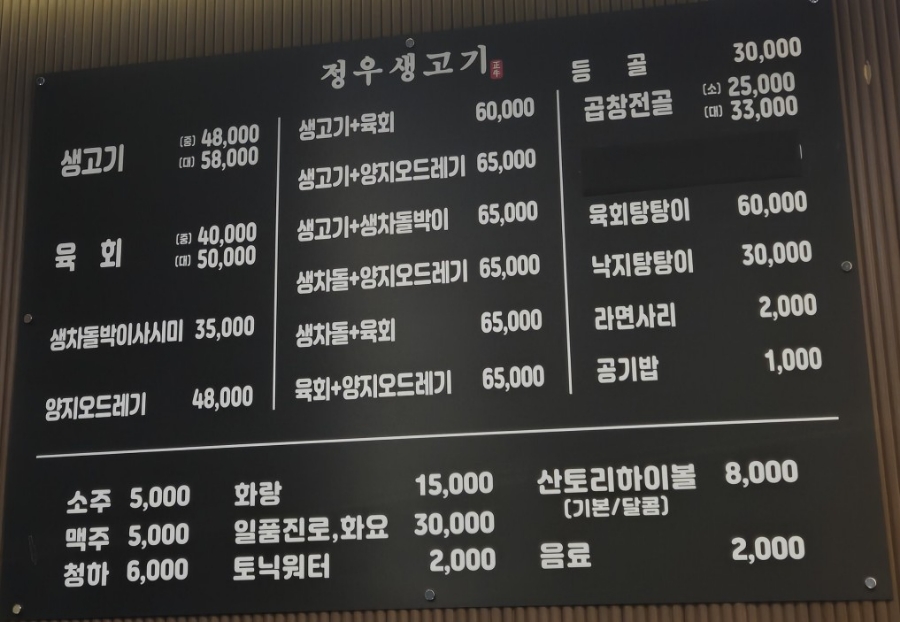 정우생고기 正牛
생고기 (중) 48,000
(대) 58,000
육 회 (중) 40,000
(대) 50,000
생차돌박이사시미 35,000
양지오드레기 48,000
생고기+육회 60,000
생고기+양지오드레기 65,000
생고기+생차돌박이 65,000
생차돌+양지오드레기 65,000
생차돌+육회 65,000
육회+양지오드레기 65,000
등 골 30,000
곱창전골 (소) 25,000
(대) 33,000
육회탕탕이 60,000
낙지탕탕이 30,000
라면사리 2,000
공기밥 1,000
소주 5,000
맥주 5,000
청하 6,000
화랑 15,000
일품진로,화요 30,000
토닉워터 2,000
산토리하이볼 8,000
(기본/달콤)
음료 2,000